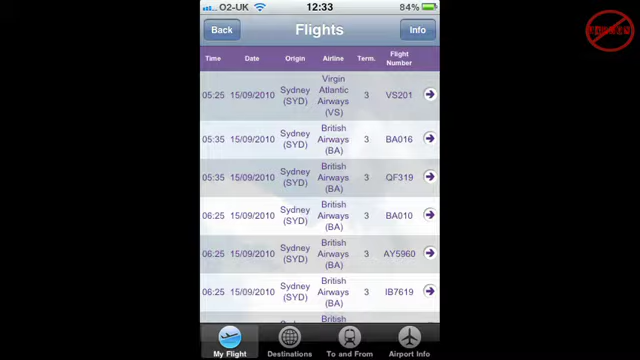 O2-UK 12:33 84%
Back Flights Info
Time Date Origin Airline Term. Flight Number
05:25 15/09/2010 Sydney (SYD) Virgin Atlantic Airways (VS) 3 VS201
05:35 15/09/2010 Sydney (SYD) British Airways (BA) 3 BA016
05:35 15/09/2010 Sydney (SYD) British Airways (BA) 3 QF319
06:25 15/09/2010 Sydney (SYD) British Airways (BA) 3 BA010
06:25 15/09/2010 Sydney (SYD) British Airways (BA) 3 AY5960
06:25 15/09/2010 Sydney (SYD) British Airways (BA) 3 IB7619
British
My Flight Destinations To and From Airport Info